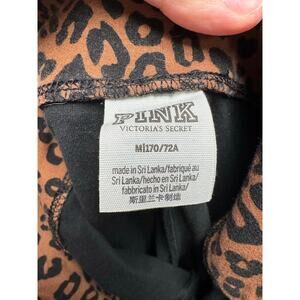 PINK
VICTORIA'S SECRET
M|170/72A
made in Sri Lanka/fabriqué au
Sri Lanka/hecho en Sri Lanka/
fabbricato in Sri Lanka/
斯里兰卡制造